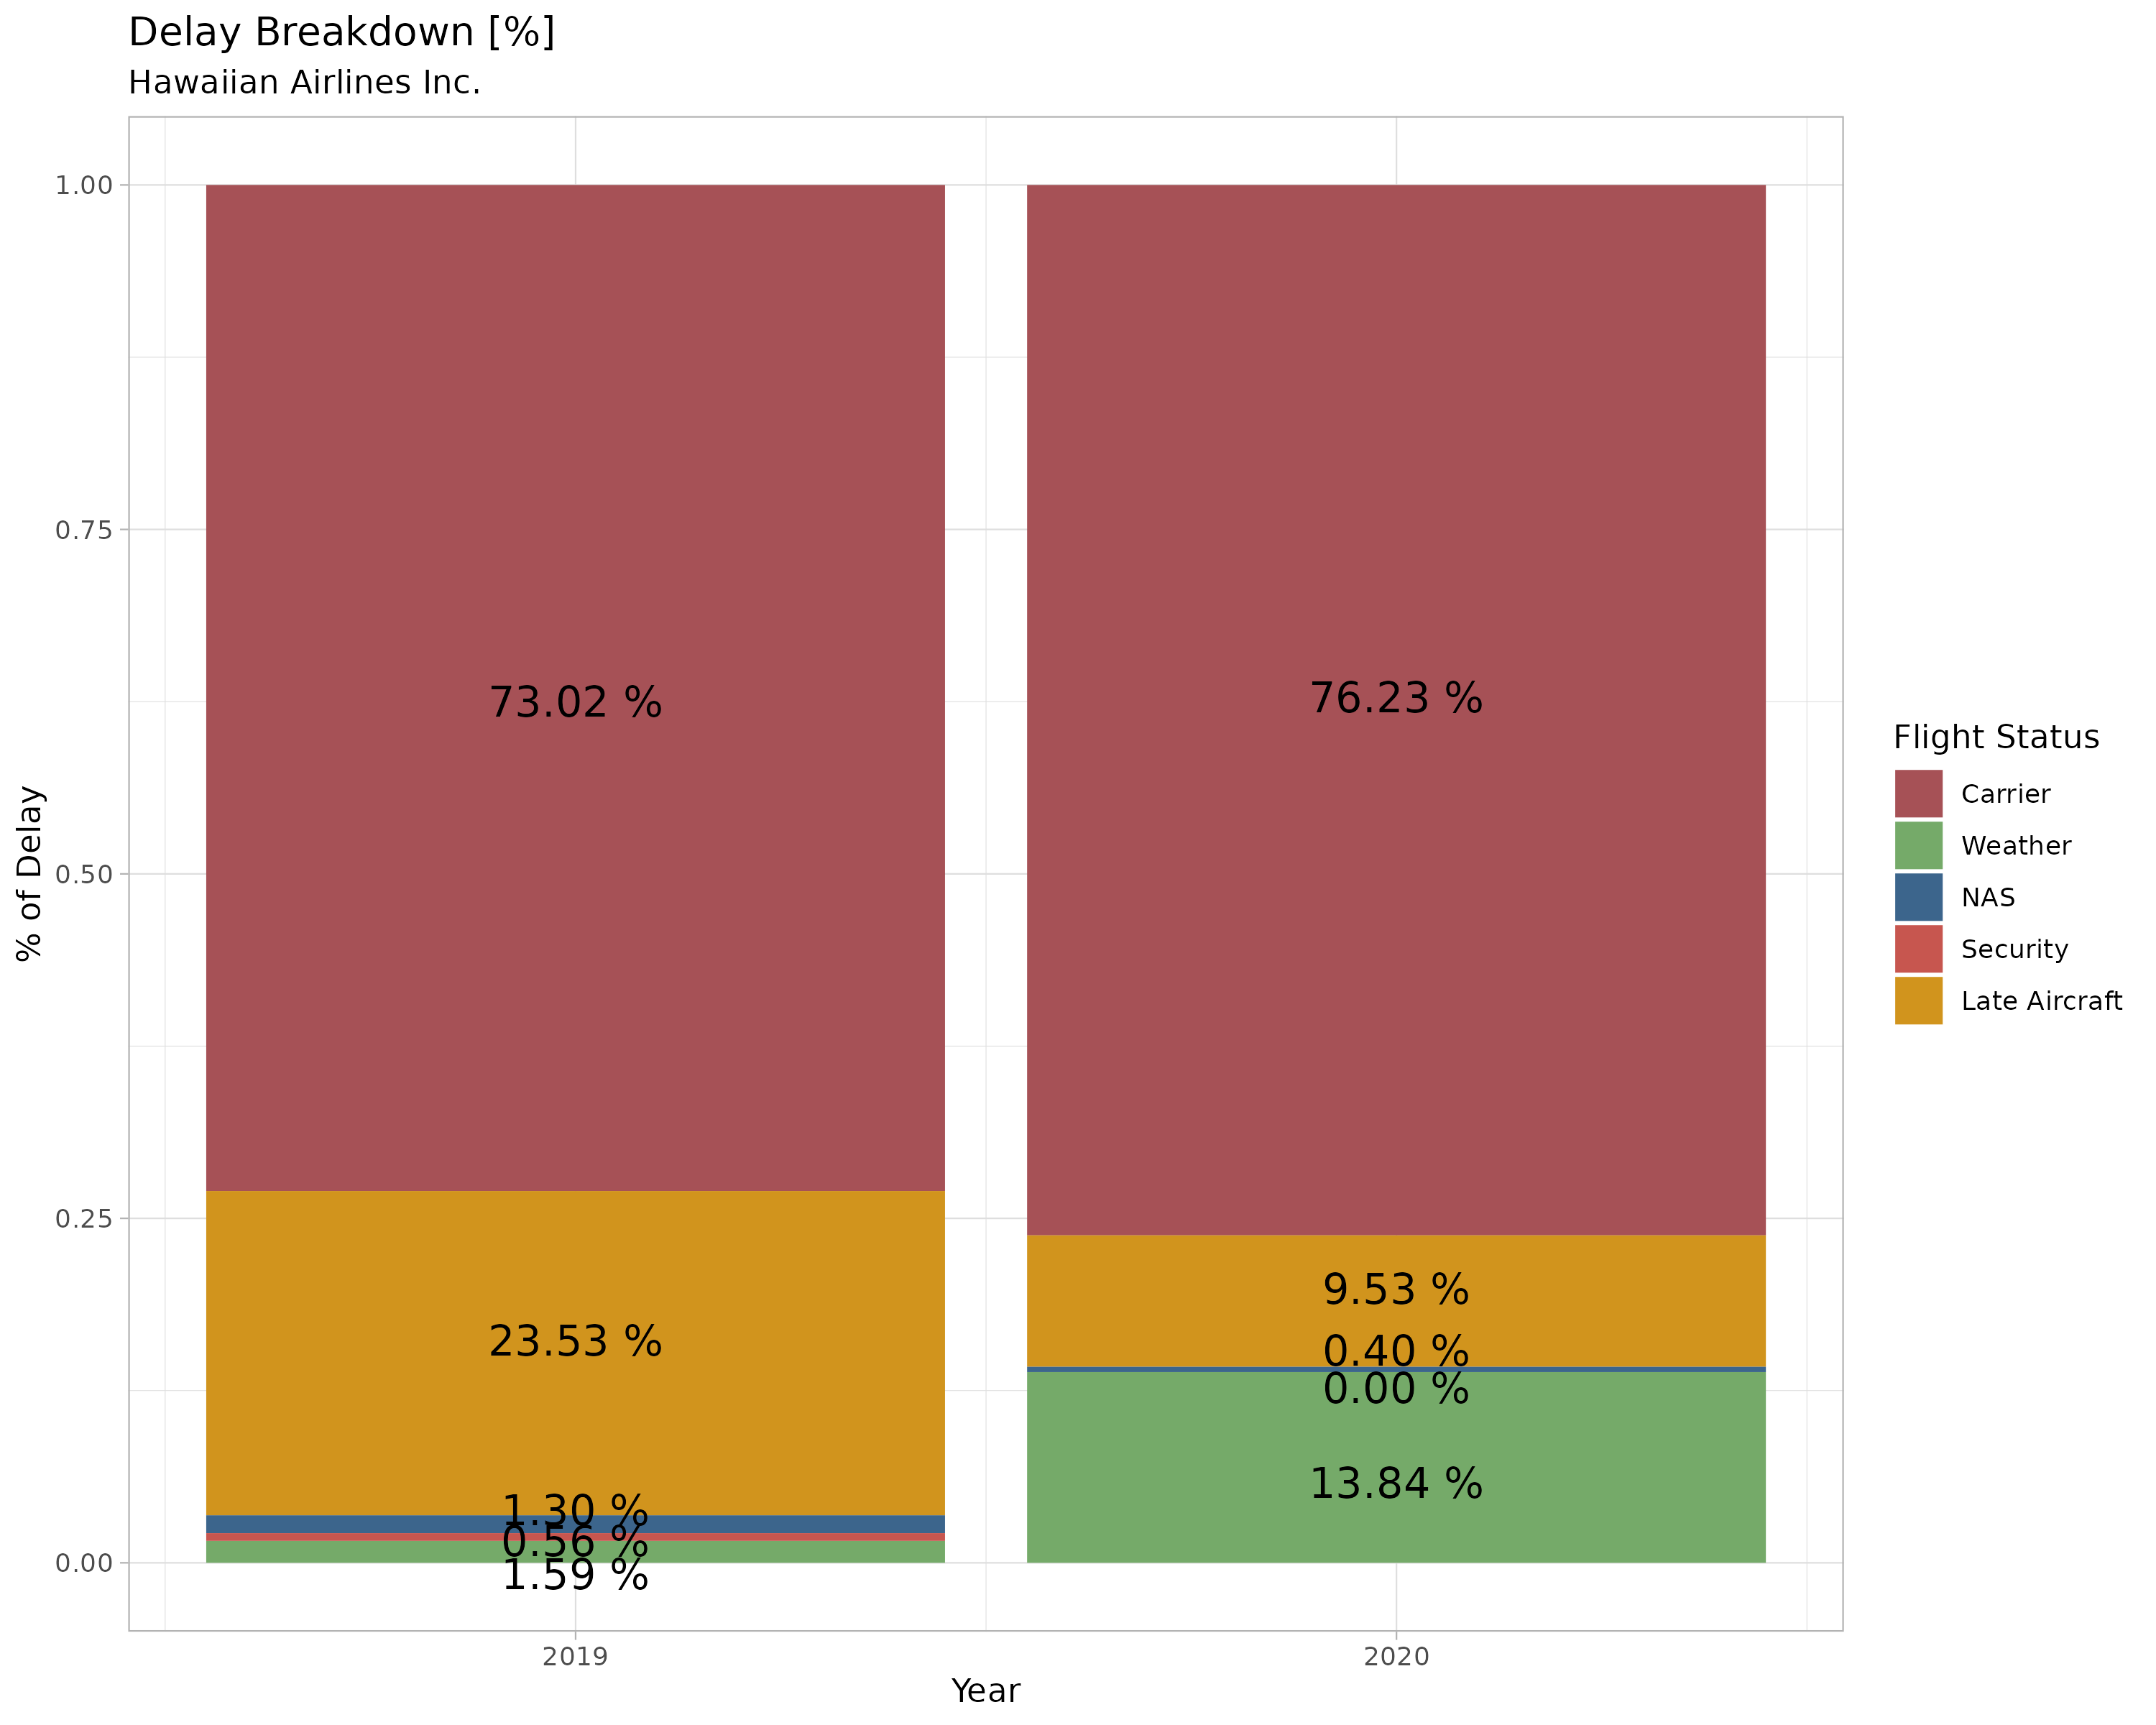 Delay Breakdown [%]
Hawaiian Airlines Inc.
% of Delay
1.00
0.75
0.50
0.25
0.00
73.02 %
23.53 %
1.30 %
0.56 %
1.59 %
76.23 %
9.53 %
0.40 %
0.00 %
13.84 %
2019
2020
Year
Flight Status
Carrier
Weather
NAS
Security
Late Aircraft